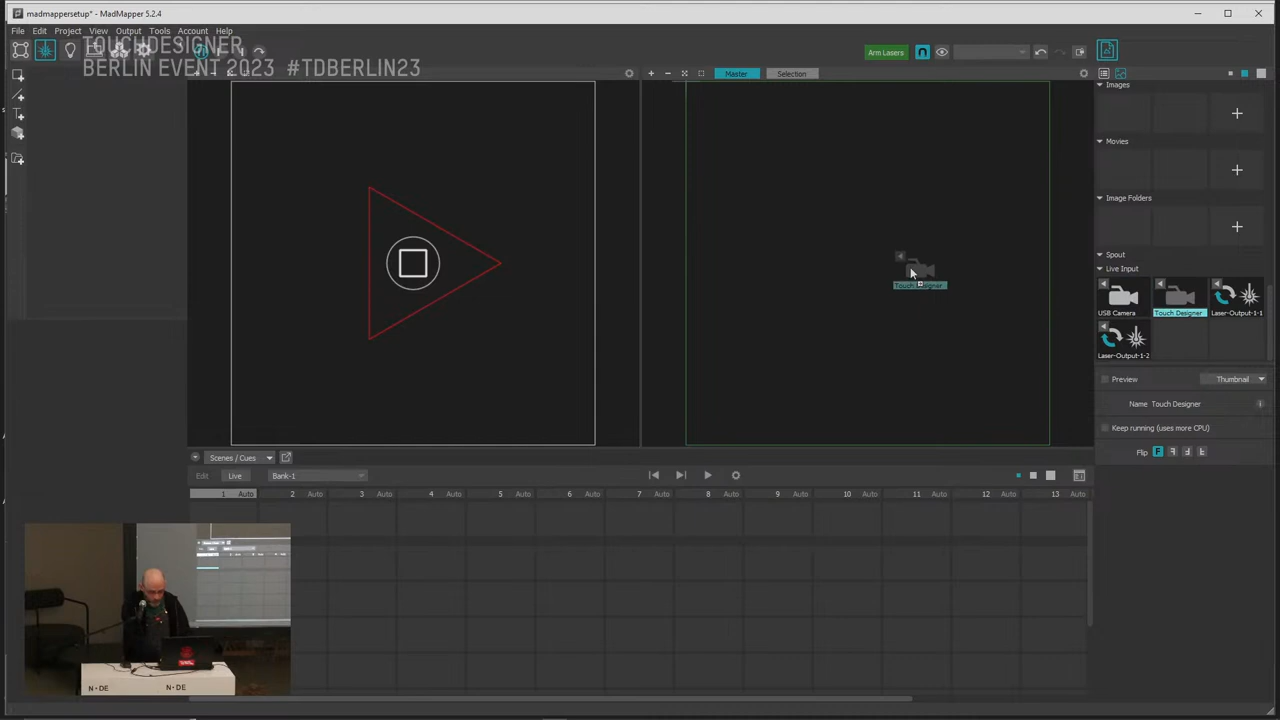 madmappersetup* - MadMapper 5.2.4
File Edit Project View Output Tools Account Help
TOUCHDESIGNER
BERLIN EVENT 2023 #TDBERLIN23
Arm Lasers
Master Selection
Images
Movies
Image Folders
Spout
Live Input
USB Camera Touch Designer Laser-Output-1-1
Laser-Output-1-2
Touch Designer
Preview Thumbnail
Name Touch Designer
Keep running (uses more CPU)
Flip F F F F
Scenes / Cues
Edit Live Bank-1
1 Auto 2 Auto 3 Auto 4 Auto 5 Auto 6 Auto 7 Auto 8 Auto 9 Auto 10 Auto 11 Auto 12 Auto 13 Auto
N-DE N-DE